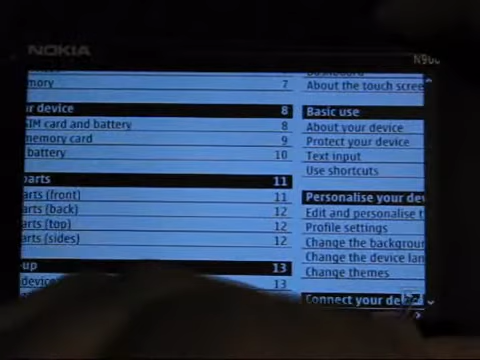 NOKIA
N900
mory 7
ur device 8
SIM card and battery 8
memory card 9
battery 10
parts 11
arts (front) 11
arts (back) 12
arts (top) 12
arts (sides) 12
up 13
device 13
About the touch scree
Basic use
About your device
Protect your device
Text input
Use shortcuts
Personalise your dev
Edit and personalise t
Profile settings
Change the backgrou
Change the device lan
Change themes
Connect your device